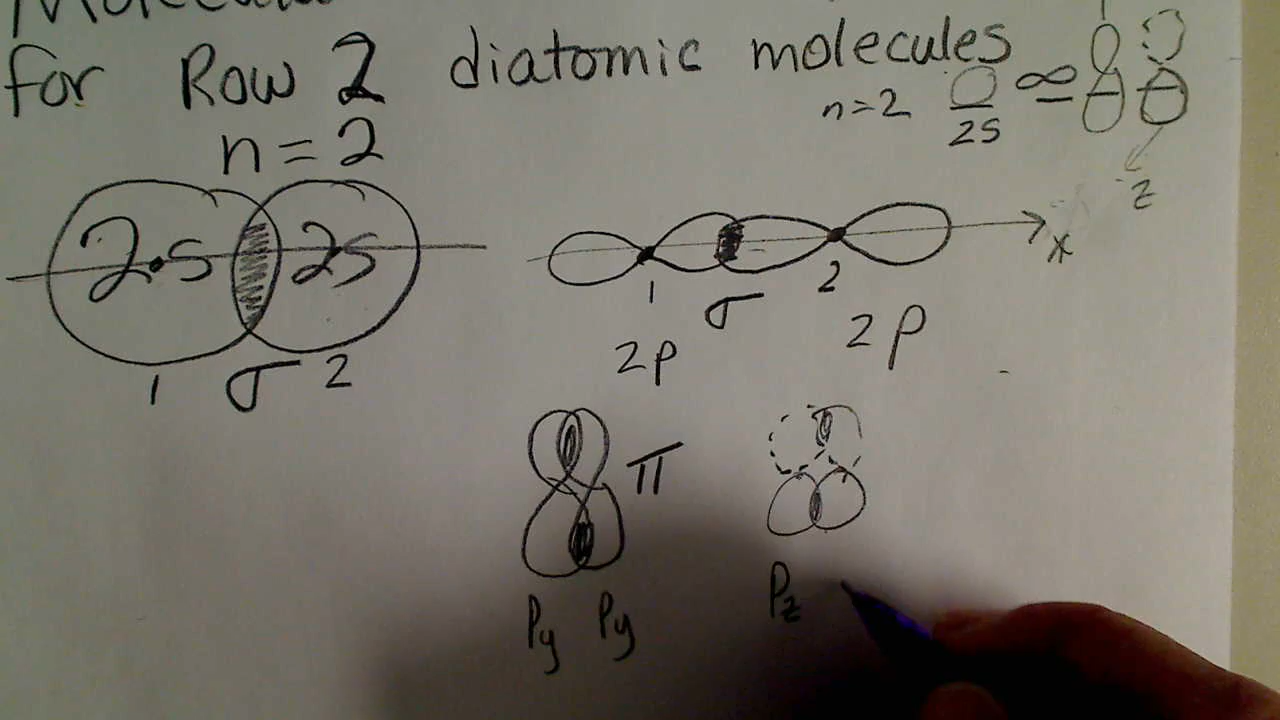 for Row 2 diatomic molecules
n=2
n=2
2S
z
2s 2s
x
1 σ 2
1 σ 2
2p 2p
π
Py Py
Pz